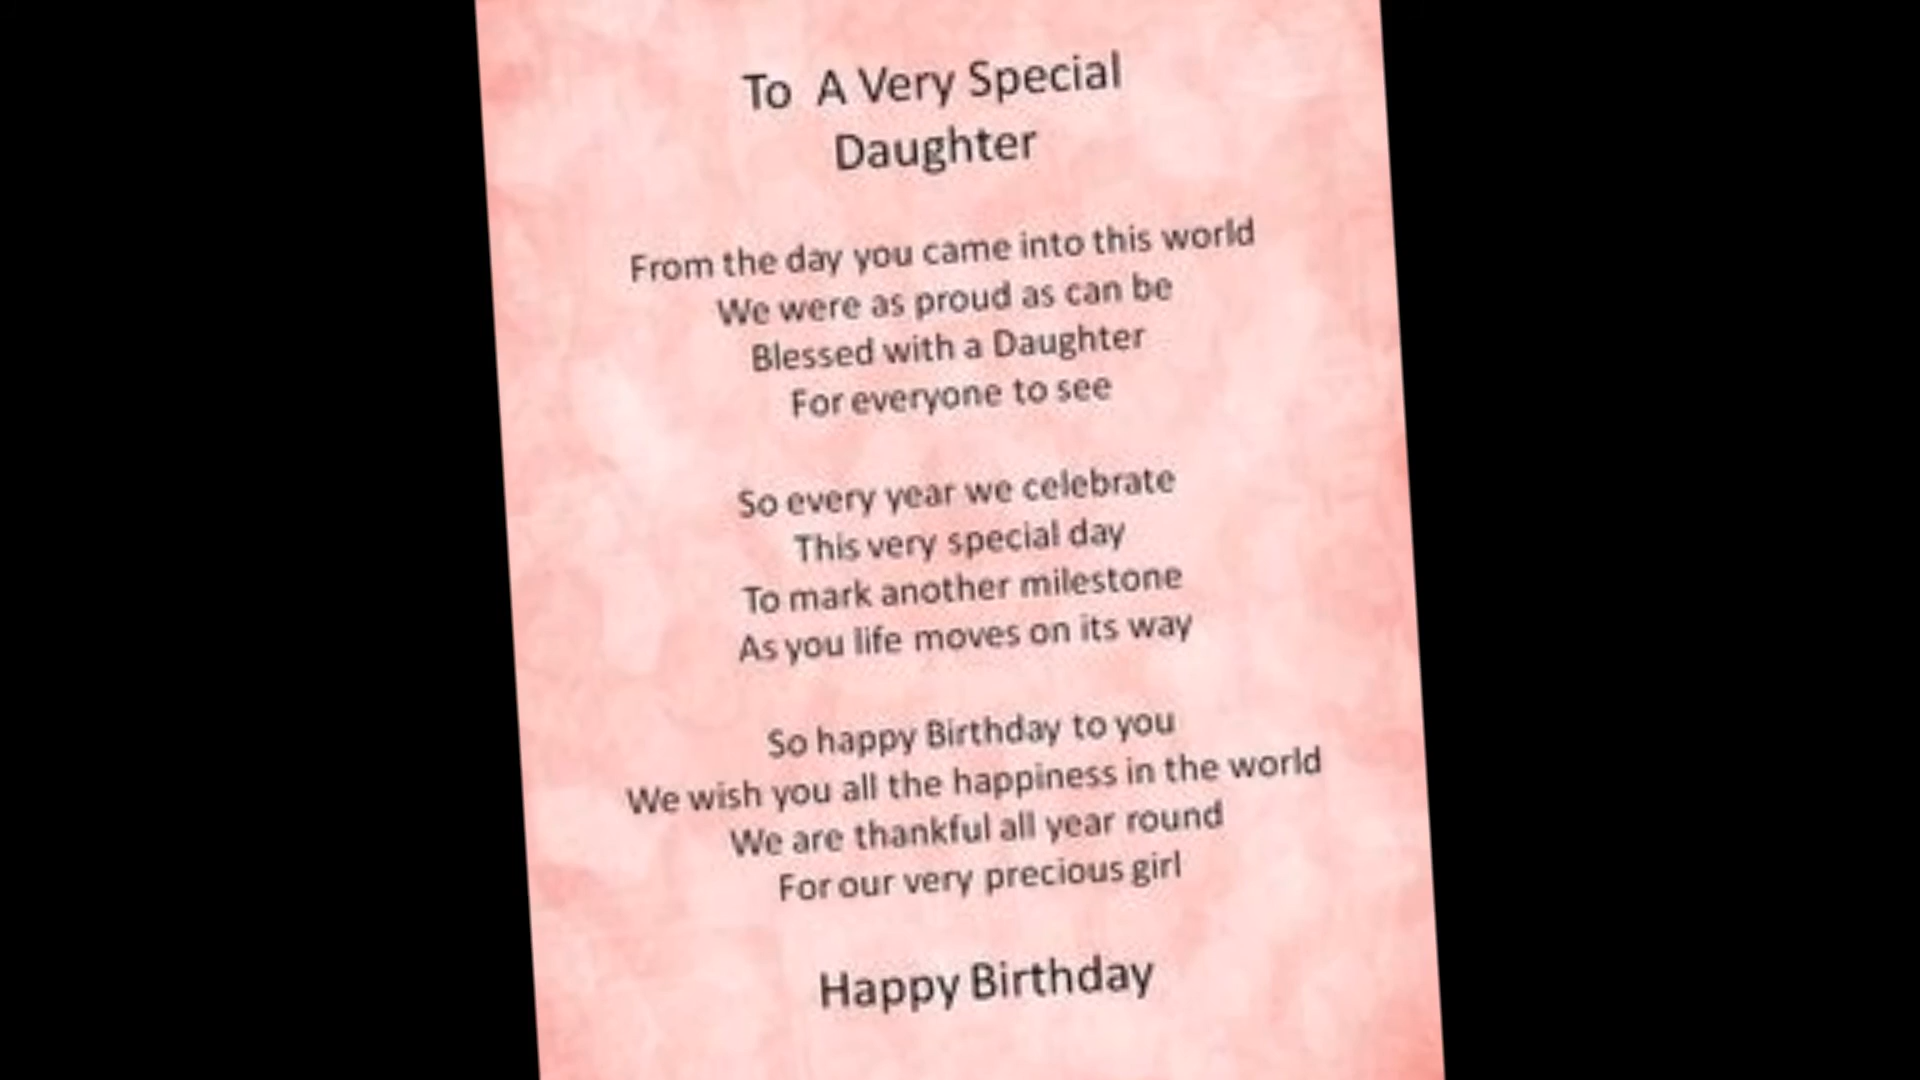 To A Very Special
Daughter
From the day you came into this world
We were as proud as can be
Blessed with a Daughter
For everyone to see
So every year we celebrate
This very special day
To mark another milestone
As you life moves on its way
So happy Birthday to you
We wish you all the happiness in the world
We are thankful all year round
For our very precious girl
Happy Birthday